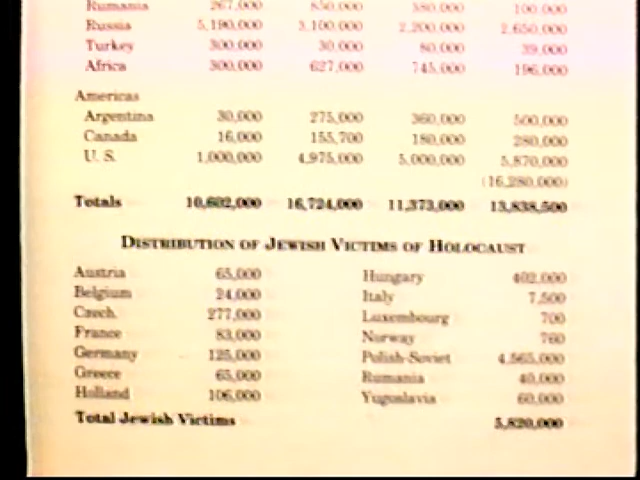 Rumania 267,000 850,000 380,000 100,000
Russia 5,190,000 3,100,000 2,200,000 2,650,000
Turkey 300,000 30,000 80,000 39,000
Africa 300,000 627,000 745,000 196,000
Americas
Argentina 30,000 275,000 360,000 500,000
Canada 16,000 155,700 180,000 280,000
U. S. 1,000,000 4,975,000 5,000,000 5,870,000
(16,280,000)
Totals 10,602,000 16,724,000 11,373,000 13,838,500
DISTRIBUTION OF JEWISH VICTIMS OF HOLOCAUST
Austria 65,000 Hungary 402,000
Belgium 24,000 Italy 7,500
Czech. 277,000 Luxembourg 700
France 83,000 Norway 760
Germany 125,000 Polish-Soviet 4,565,000
Greece 65,000 Rumania 40,000
Holland 106,000 Yugoslavia 60,000
Total Jewish Victims 5,820,000